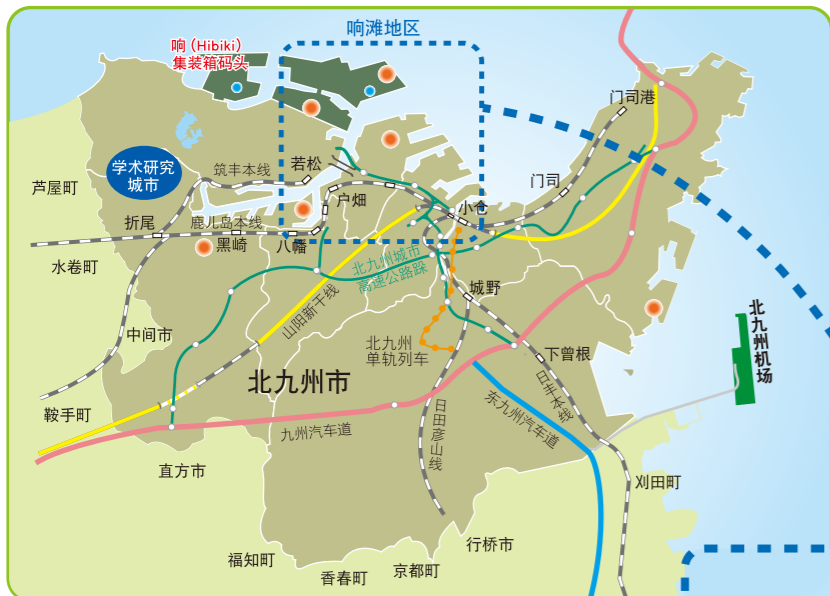 响滩地区
响（Hibiki）
集装箱码头
门司港
学术研究
城市
芦屋町
筑丰本线
若松
户畑
门司
小仓
折尾
鹿儿岛本线
黑崎
八幡
水卷町
北九州城市
高速公路跺
城野
中间市
山阳新干线
北九州
单轨列车
下曾根
北九州机场
北九州市
鞍手町
九州汽车道
日田彦山线
东九州汽车道
日丰本线
直方市
刈田町
行桥市
福知町
香春町
京都町